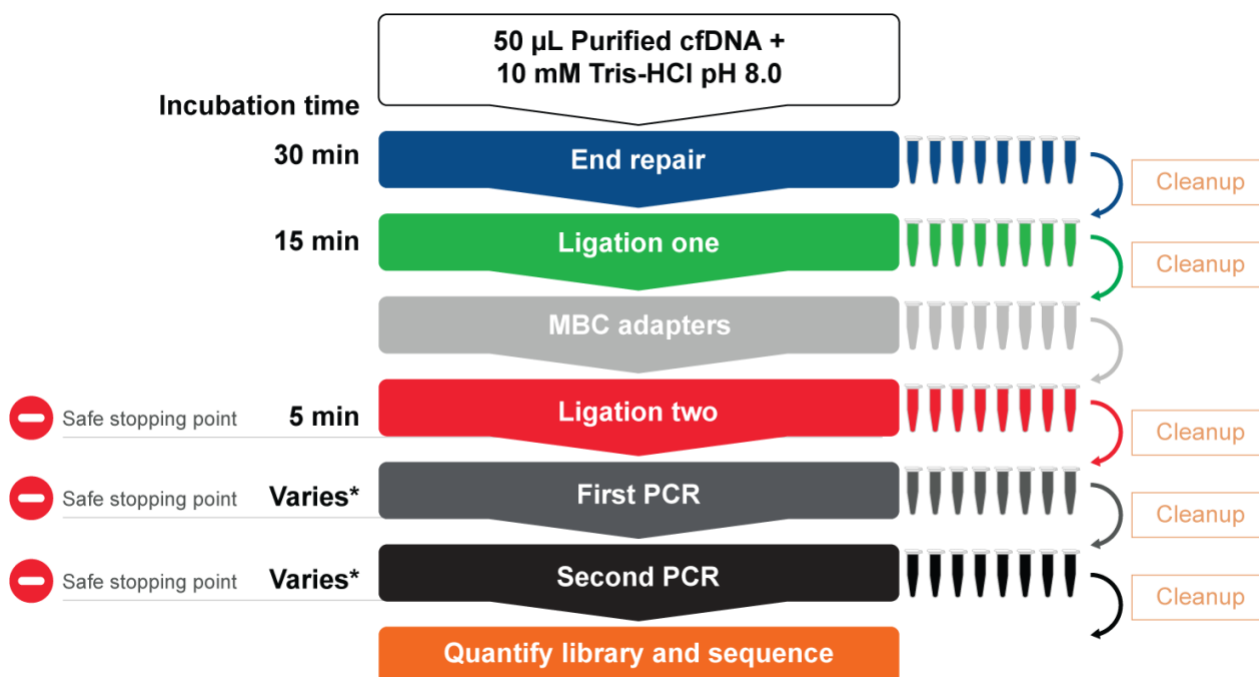 50 µL Purified cfDNA +
10 mM Tris-HCl pH 8.0
Incubation time
30 min
End repair
Cleanup
15 min
Ligation one
Cleanup
MBC adapters
Safe stopping point
5 min
Ligation two
Cleanup
Safe stopping point
Varies*
First PCR
Cleanup
Safe stopping point
Varies*
Second PCR
Cleanup
Quantify library and sequence